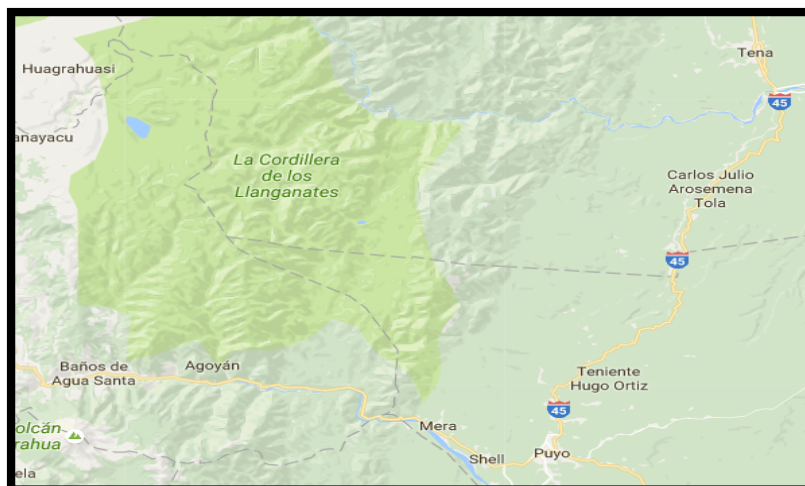 Tena
Huagrahuasi
45
anayacu
La Cordillera
de los
Llanganates
Carlos Julio
Arosemena
Tola
45
Baños de
Agua Santa
Agoyán
Teniente
Hugo Ortiz
45
olcán
rahua
Mera
Shell
Puyo
ela